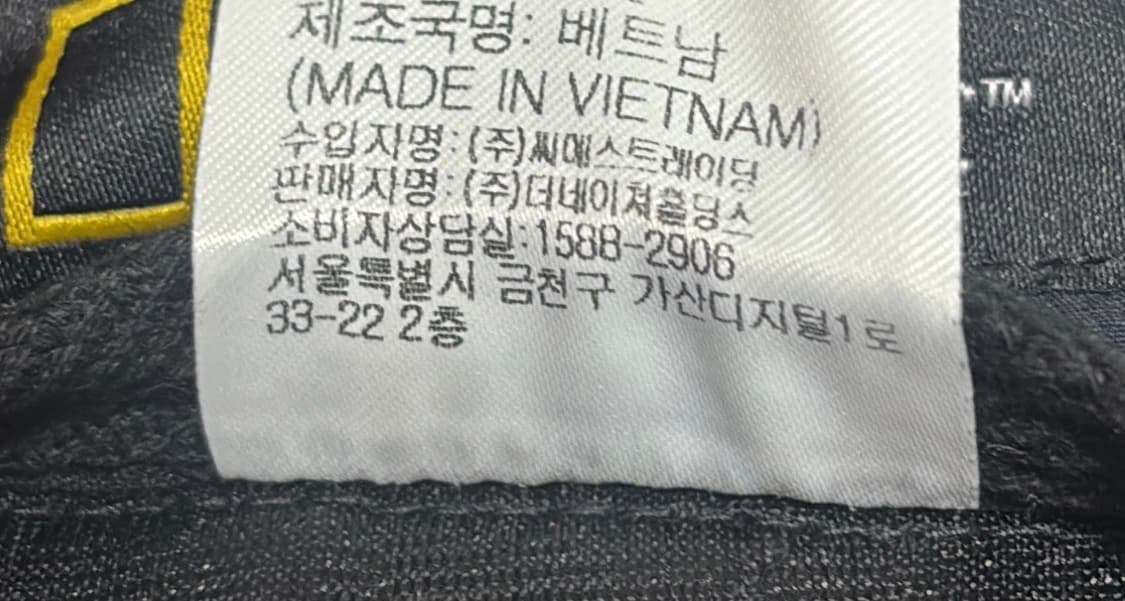 제조국명: 베트남
(MADE IN VIETNAM)
수입자명: (주)씨에스트레이딩
판매자명: (주)더네이쳐홀딩스
소비자상담실: 1588-2906
서울특별시 금천구 가산디지털1로
33-22 2층
TM